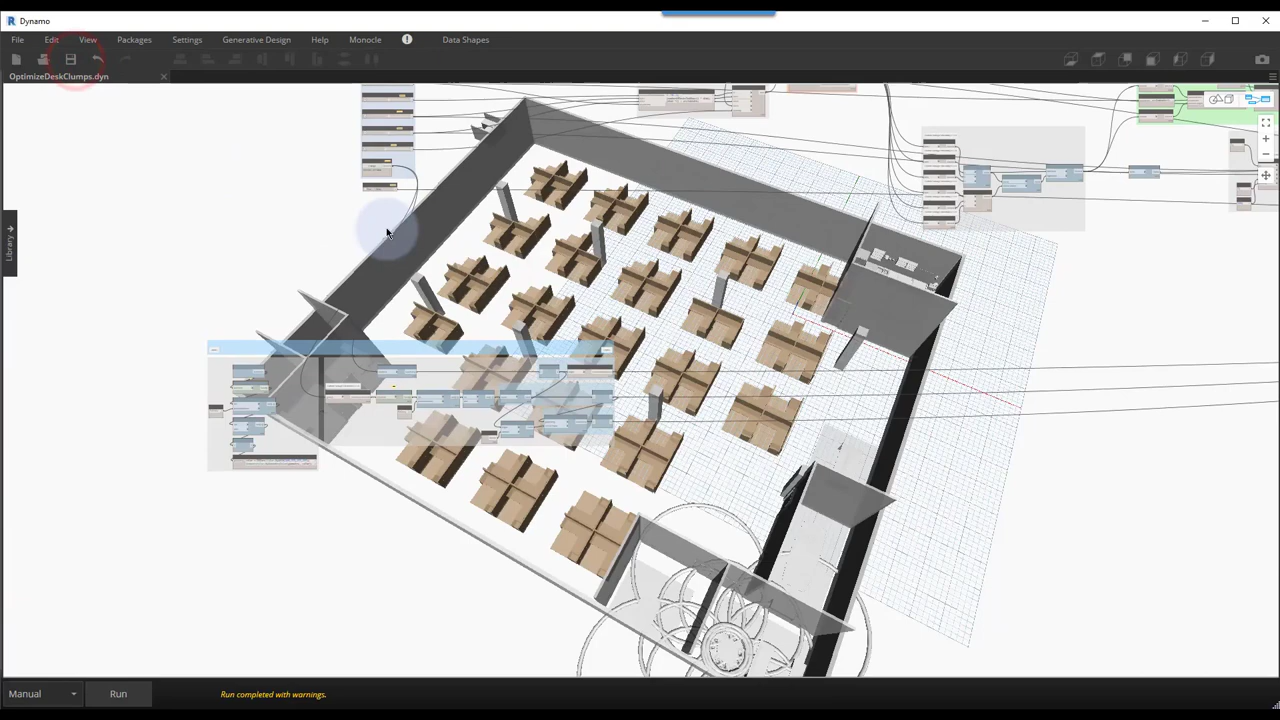 Dynamo
File Edit View Packages Settings Generative Design Help Monocle Data Shapes
OptimizeDeskClumps.dyn
Library
Manual
Run
Run completed with warnings.